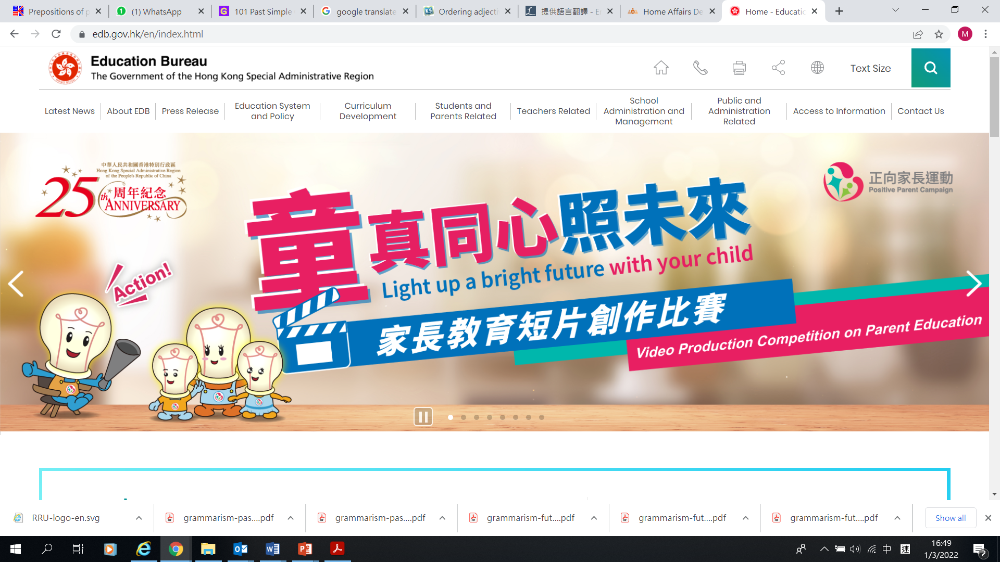 Prepositions of p
(1) WhatsApp
101 Past Simple
google translate
Ordering adjecti
提供語言翻譯 - E
Home Affairs De
Home - Educatio
edb.gov.hk/en/index.html
M
Education Bureau
The Government of the Hong Kong Special Administrative Region
Text Size
Latest News
About EDB
Press Release
Education System
and Policy
Curriculum
Development
Students and
Parents Related
Teachers Related
School
Administration and
Management
Public and
Administration
Related
Access to Information
Contact Us
中華人民共和國香港特別行政區
Hong Kong Special Administrative Region
of the People's Republic of China
25th周年紀念
ANNIVERSARY
正向家長運動
Positive Parent Campaign
童真同心照未來
Light up a bright future with your child
Action!
家長教育短片創作比賽
Video Production Competition on Parent Education
RRU-logo-en.svg
grammarism-pas....pdf
grammarism-pas....pdf
grammarism-fut....pdf
grammarism-fut....pdf
grammarism-fut....pdf
Show all
中
速
16:49
1/3/2022
2